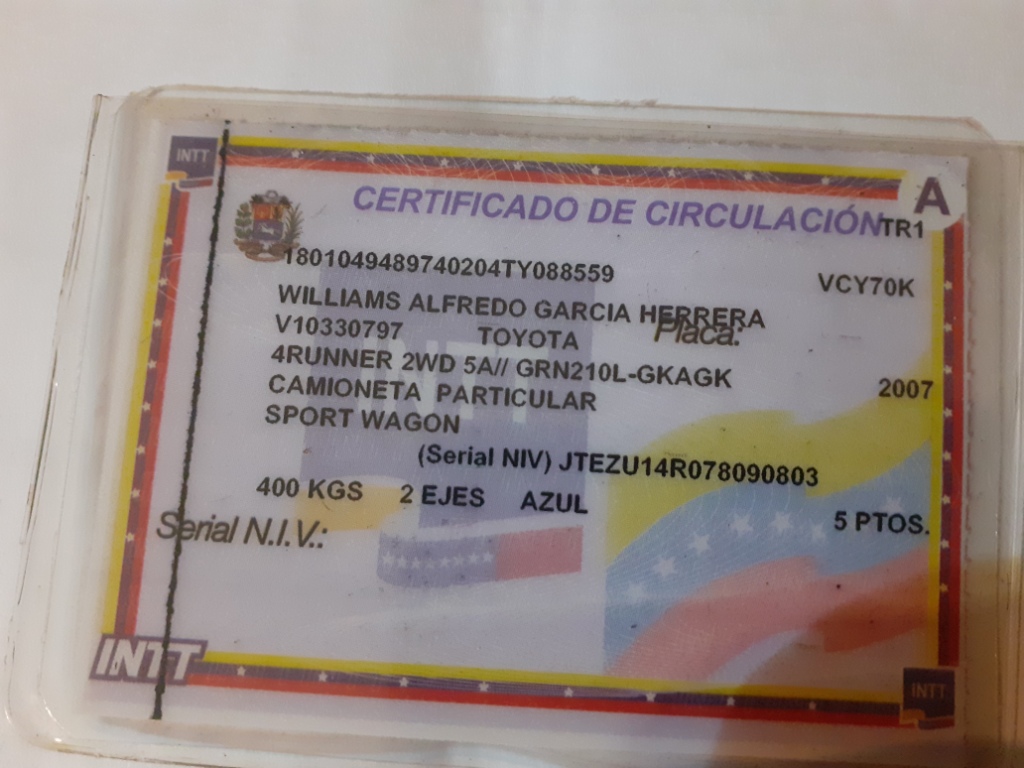 INTT
A
CERTIFICADO DE CIRCULACIÓN TR1
1801049489740204TY088559 VCY70K
WILLIAMS ALFREDO GARCIA HERRERA
Placa:
V10330797 TOYOTA
4RUNNER 2WD 5A// GRN210L-GKAGK 2007
CAMIONETA PARTICULAR
INTT
SPORT WAGON
(Serial NIV) JTEZU14R078090803
400 KGS 2 EJES AZUL 5 PTOS.
Serial N.I.V.:
INTT
INTT